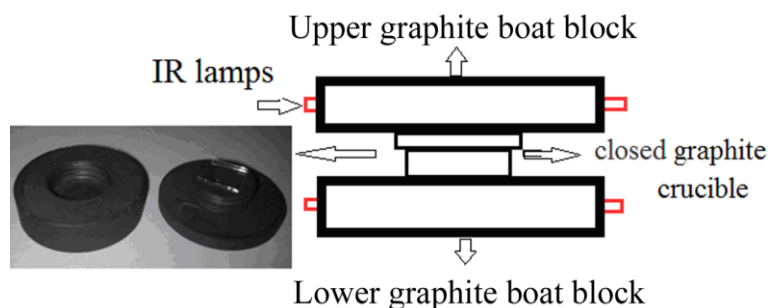 Upper graphite boat block
IR lamps
closed graphite
crucible
Lower graphite boat block